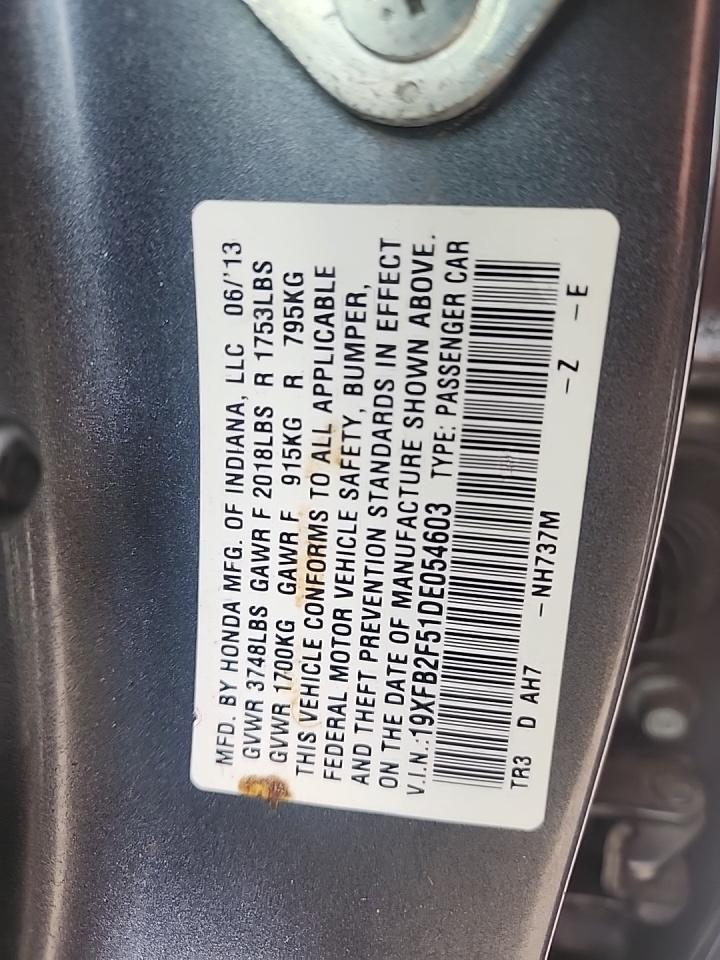 MFD. BY HONDA MFG. OF INDIANA, LLC 06/'13
GVWR 3748LBS GAWR F 2018LBS R 1753LBS
GVWR 1700KG GAWR F 915KG R 795KG
THIS VEHICLE CONFORMS TO ALL APPLICABLE
FEDERAL MOTOR VEHICLE SAFETY, BUMPER,
AND THEFT PREVENTION STANDARDS IN EFFECT
ON THE DATE OF MANUFACTURE SHOWN ABOVE.
V.I.N.:19XFB2F51DE054603 TYPE: PASSENGER CAR
TR3 D AH7 -NH737M -Z -E